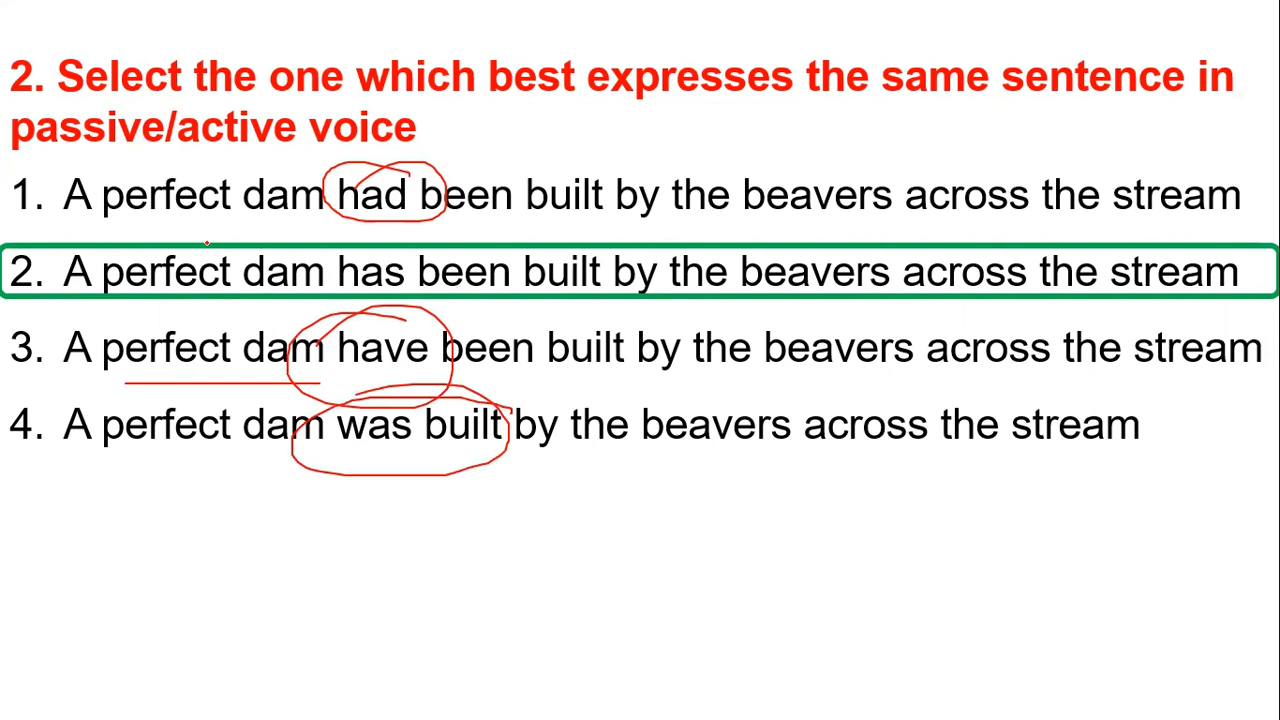 2. Select the one which best expresses the same sentence in
passive/active voice
1. A perfect dam had been built by the beavers across the stream
2. A perfect dam has been built by the beavers across the stream
3. A perfect dam have been built by the beavers across the stream
4. A perfect dam was built by the beavers across the stream